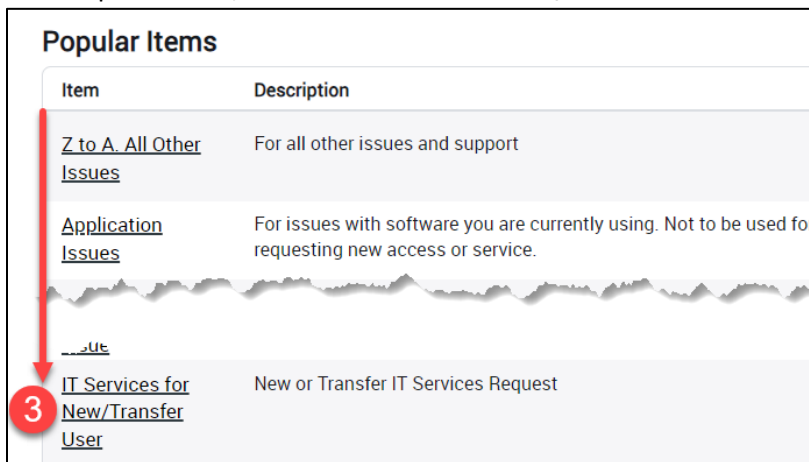 Popular Items
Item Description
Z to A. All Other For all other issues and support
Issues
Application For issues with software you are currently using. Not to be used fo
Issues requesting new access or service.
IT Services for New or Transfer IT Services Request
3 New/Transfer
User